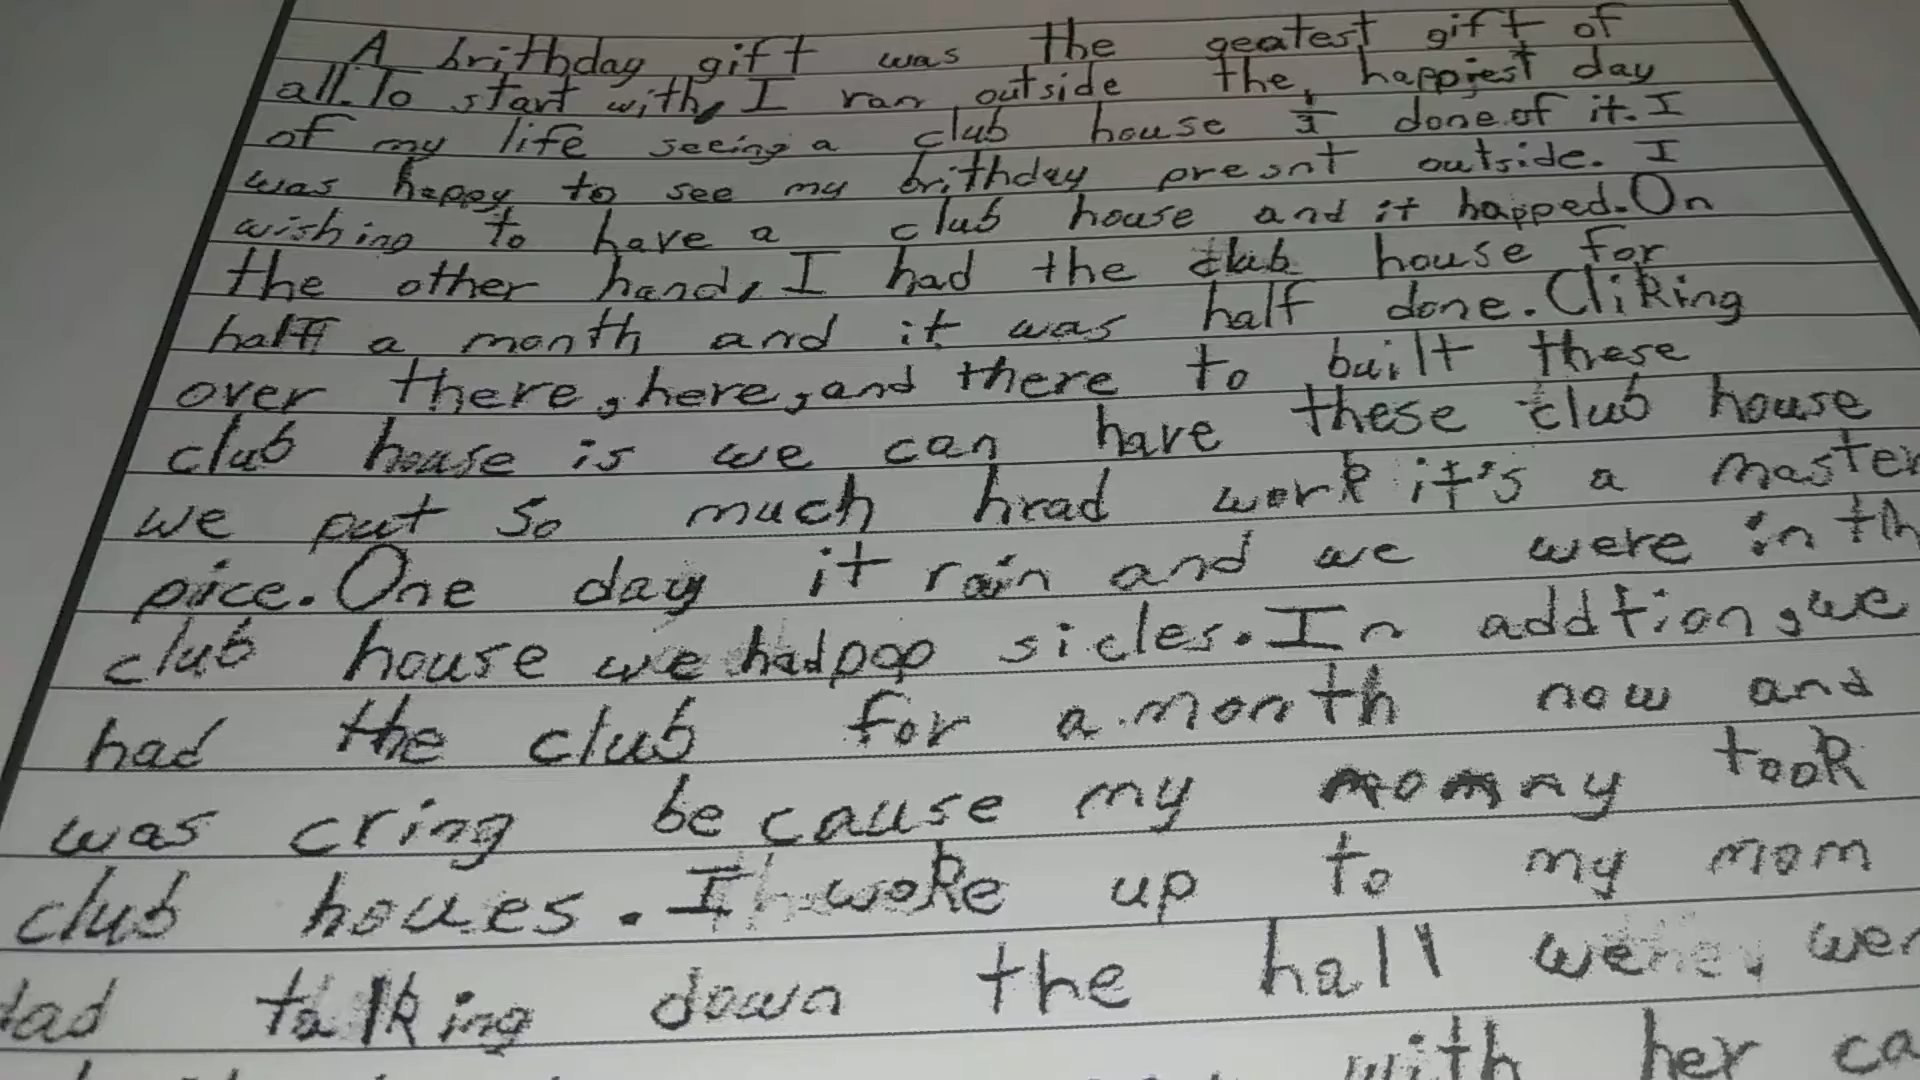 A brithday gift was the geatest gift of
all. To start with, I ran outside the, happiest day
of my life seeing a club house 1/3 done of it. I
was happy to see my brithday presnt outside. I
wishing to have a club house and it happed. On
the other hand, I had the club house for
half a month and it was half done. Cliking
over there, here, and there to built these
club house is we can have these club house
we put so much hrad work it's a master
pice. One day it rain and we were in th
club house we had pop sicles. In addtion, we
had the club for a month now and
was cring because my mommy took
club houes. I woke up to my mom
dad talking down the hall wer
with her ca